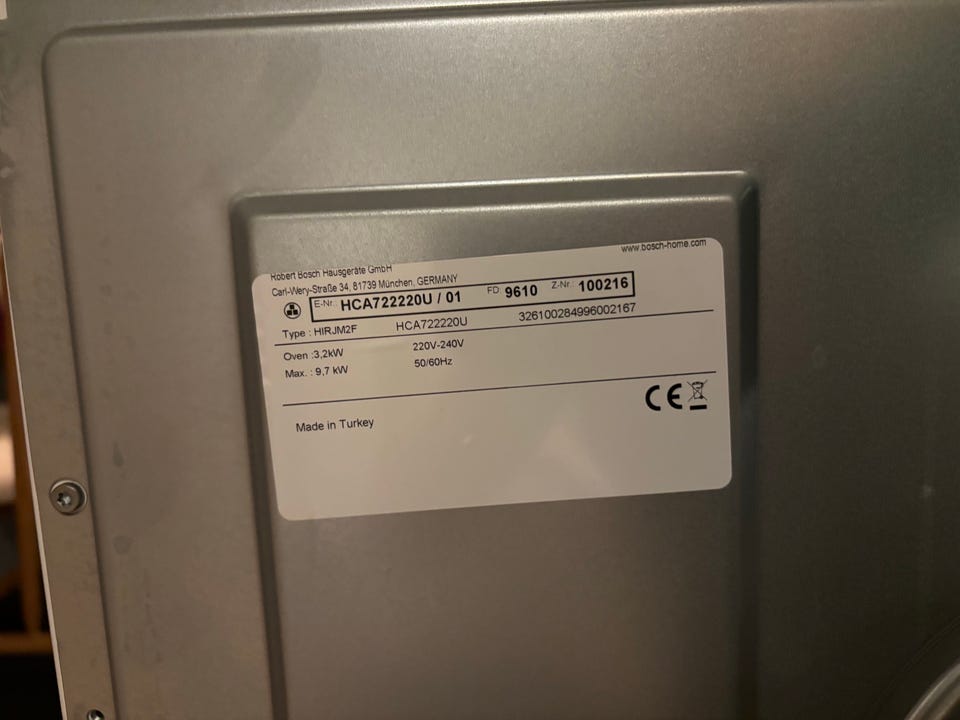 www.bosch-home.com
Robert Bosch Hausgeräte GmbH
Carl-Wery-Straße 34, 81739 München, GERMANY
E-Nr. HCA722220U / 01 FD: 9610 Z-Nr. 100216
Type : HIRJM2F HCA722220U 326100284996002167
Oven :3,2kW 220V-240V
Max. : 9,7 kW 50/60Hz
CE
Made in Turkey